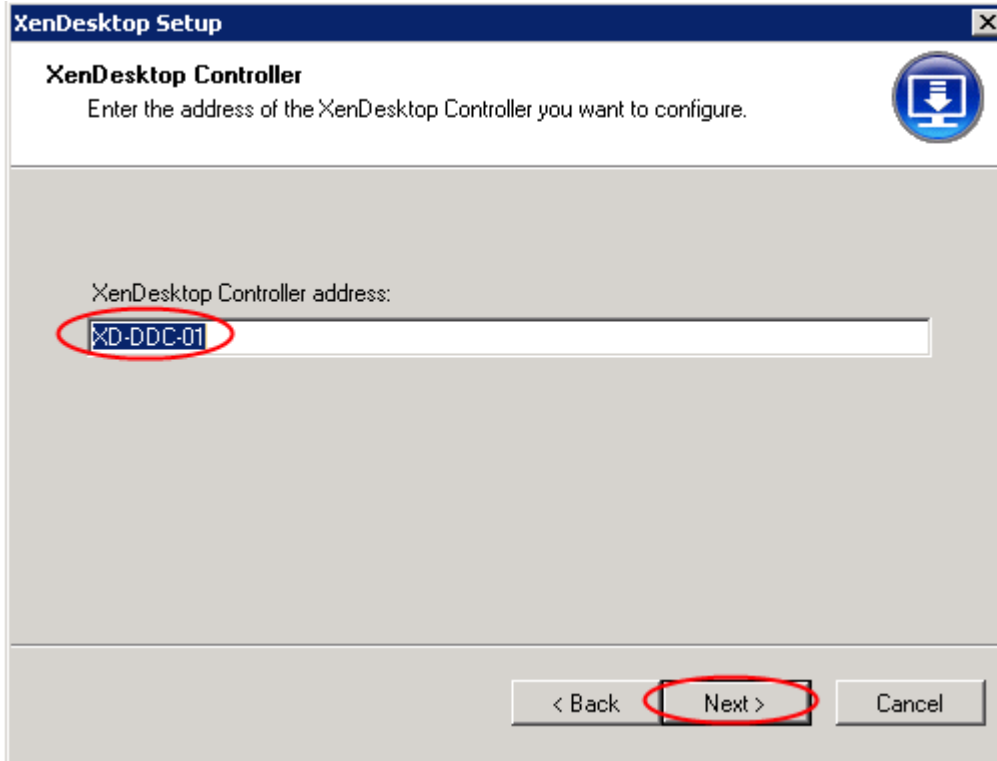 XenDesktop Setup
XenDesktop Controller
Enter the address of the XenDesktop Controller you want to configure.
XenDesktop Controller address:
XD-DDC-01
< Back Next > Cancel